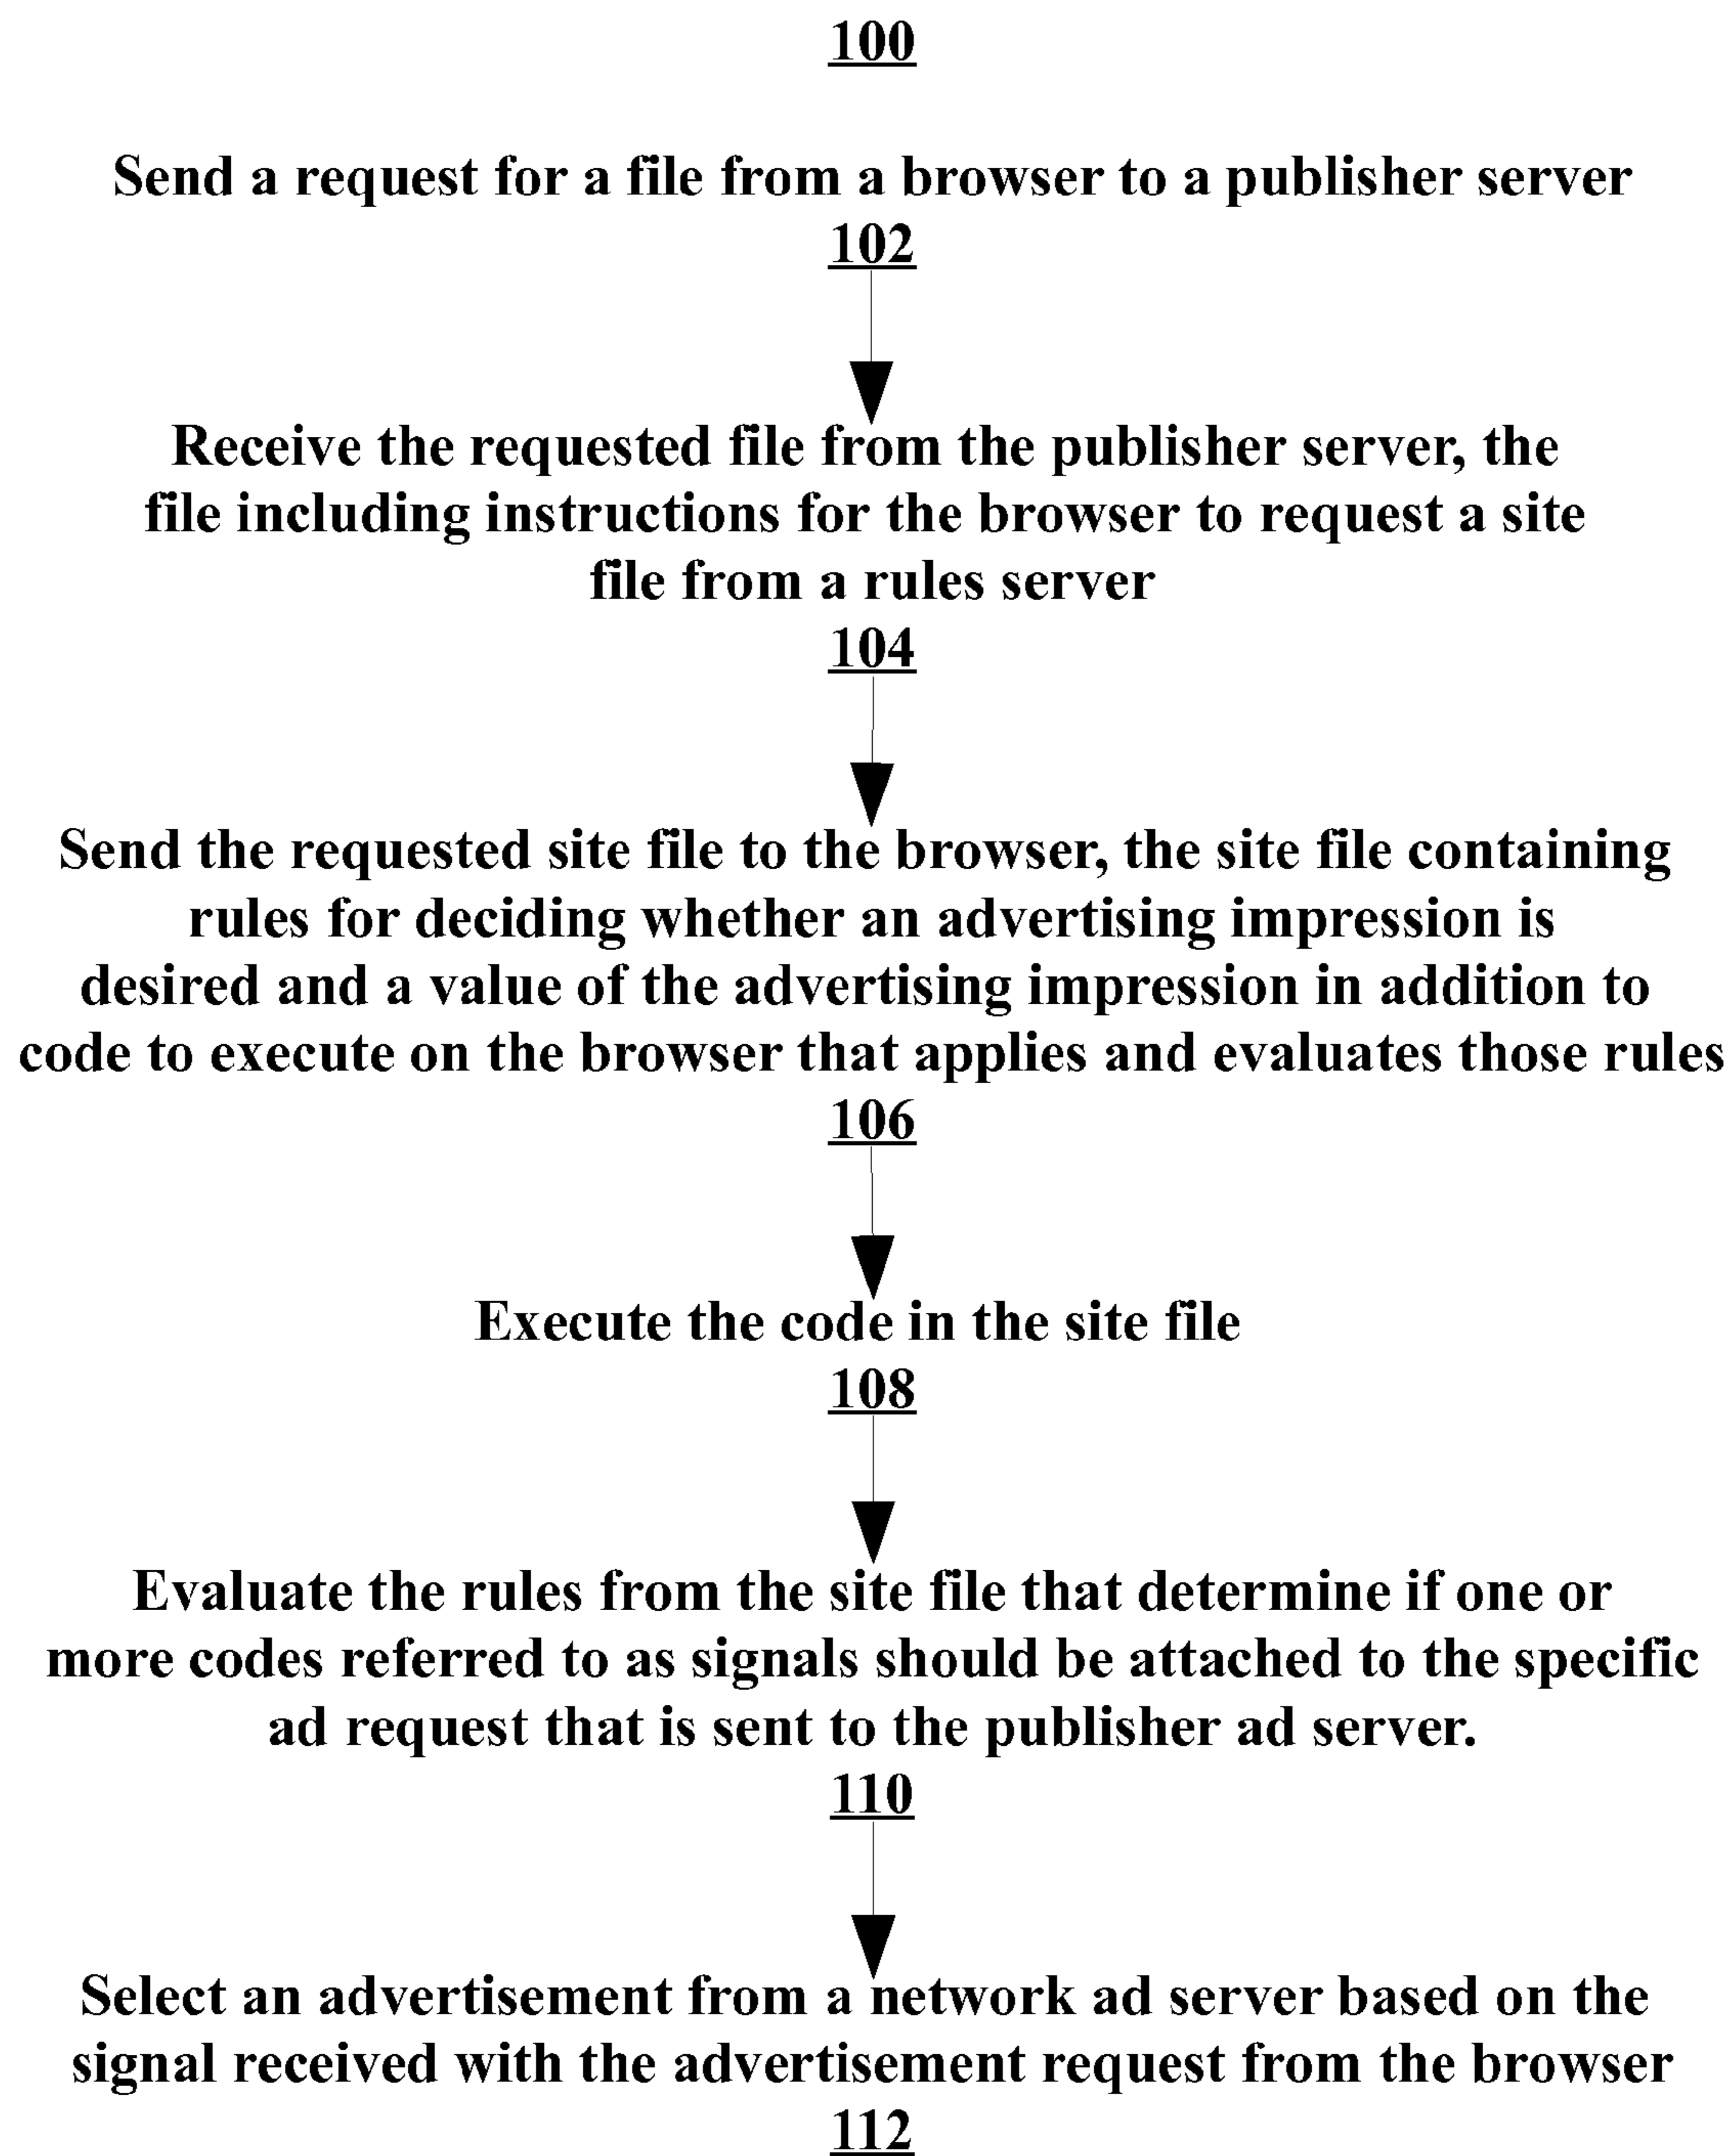 100
Send a request for a file from a browser to a publisher server
102
Receive the requested file from the publisher server, the
file including instructions for the browser to request a site
file from a rules server
104
Send the requested site file to the browser, the site file containing
rules for deciding whether an advertising impression is
desired and a value of the advertising impression in addition to
code to execute on the browser that applies and evaluates those rules
106
Execute the code in the site file
108
Evaluate the rules from the site file that determine if one or
more codes referred to as signals should be attached to the specific
ad request that is sent to the publisher ad server.
110
Select an advertisement from a network ad server based on the
signal received with the advertisement request from the browser
112